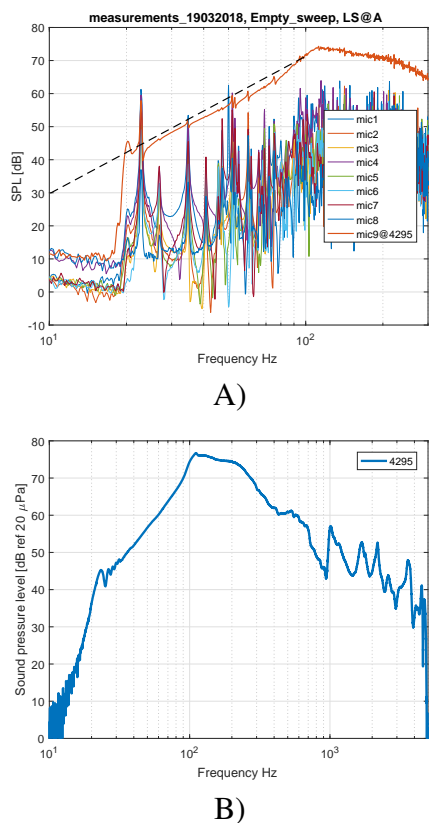 measurements_19032018, Empty_sweep, LS@A
80
70
60
50
40
30
20
10
0
-10
SPL [dB]
mic1
mic2
mic3
mic4
mic5
mic6
mic7
mic8
mic9@4295
10^1
10^2
Frequency Hz
A)
80
70
60
50
40
30
20
10
0
Sound pressure level [dB ref 20 μPa]
4295
10^1
10^2
10^3
Frequency Hz
B)